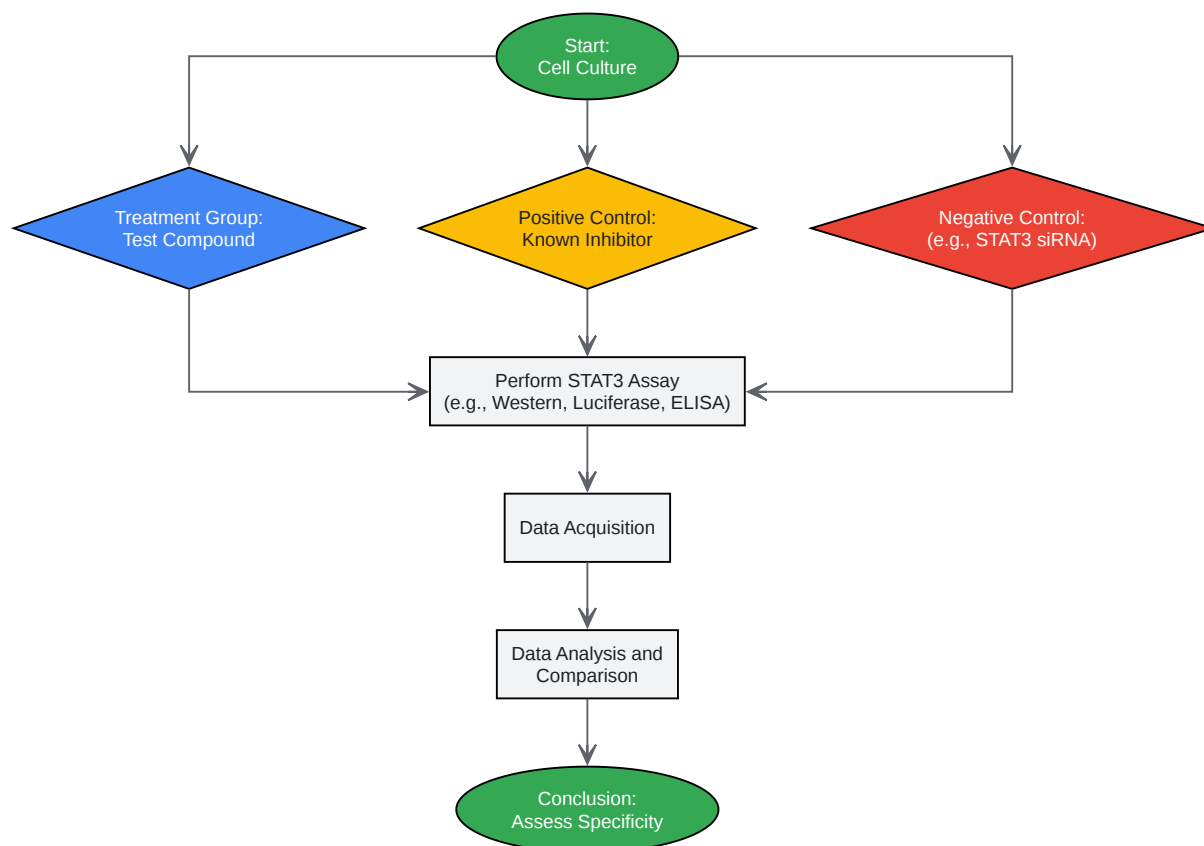 Start:
Cell Culture
Treatment Group:
Test Compound
Positive Control:
Known Inhibitor
Negative Control:
(e.g., STAT3 siRNA)
Perform STAT3 Assay
(e.g., Western, Luciferase, ELISA)
Data Acquisition
Data Analysis and
Comparison
Conclusion:
Assess Specificity